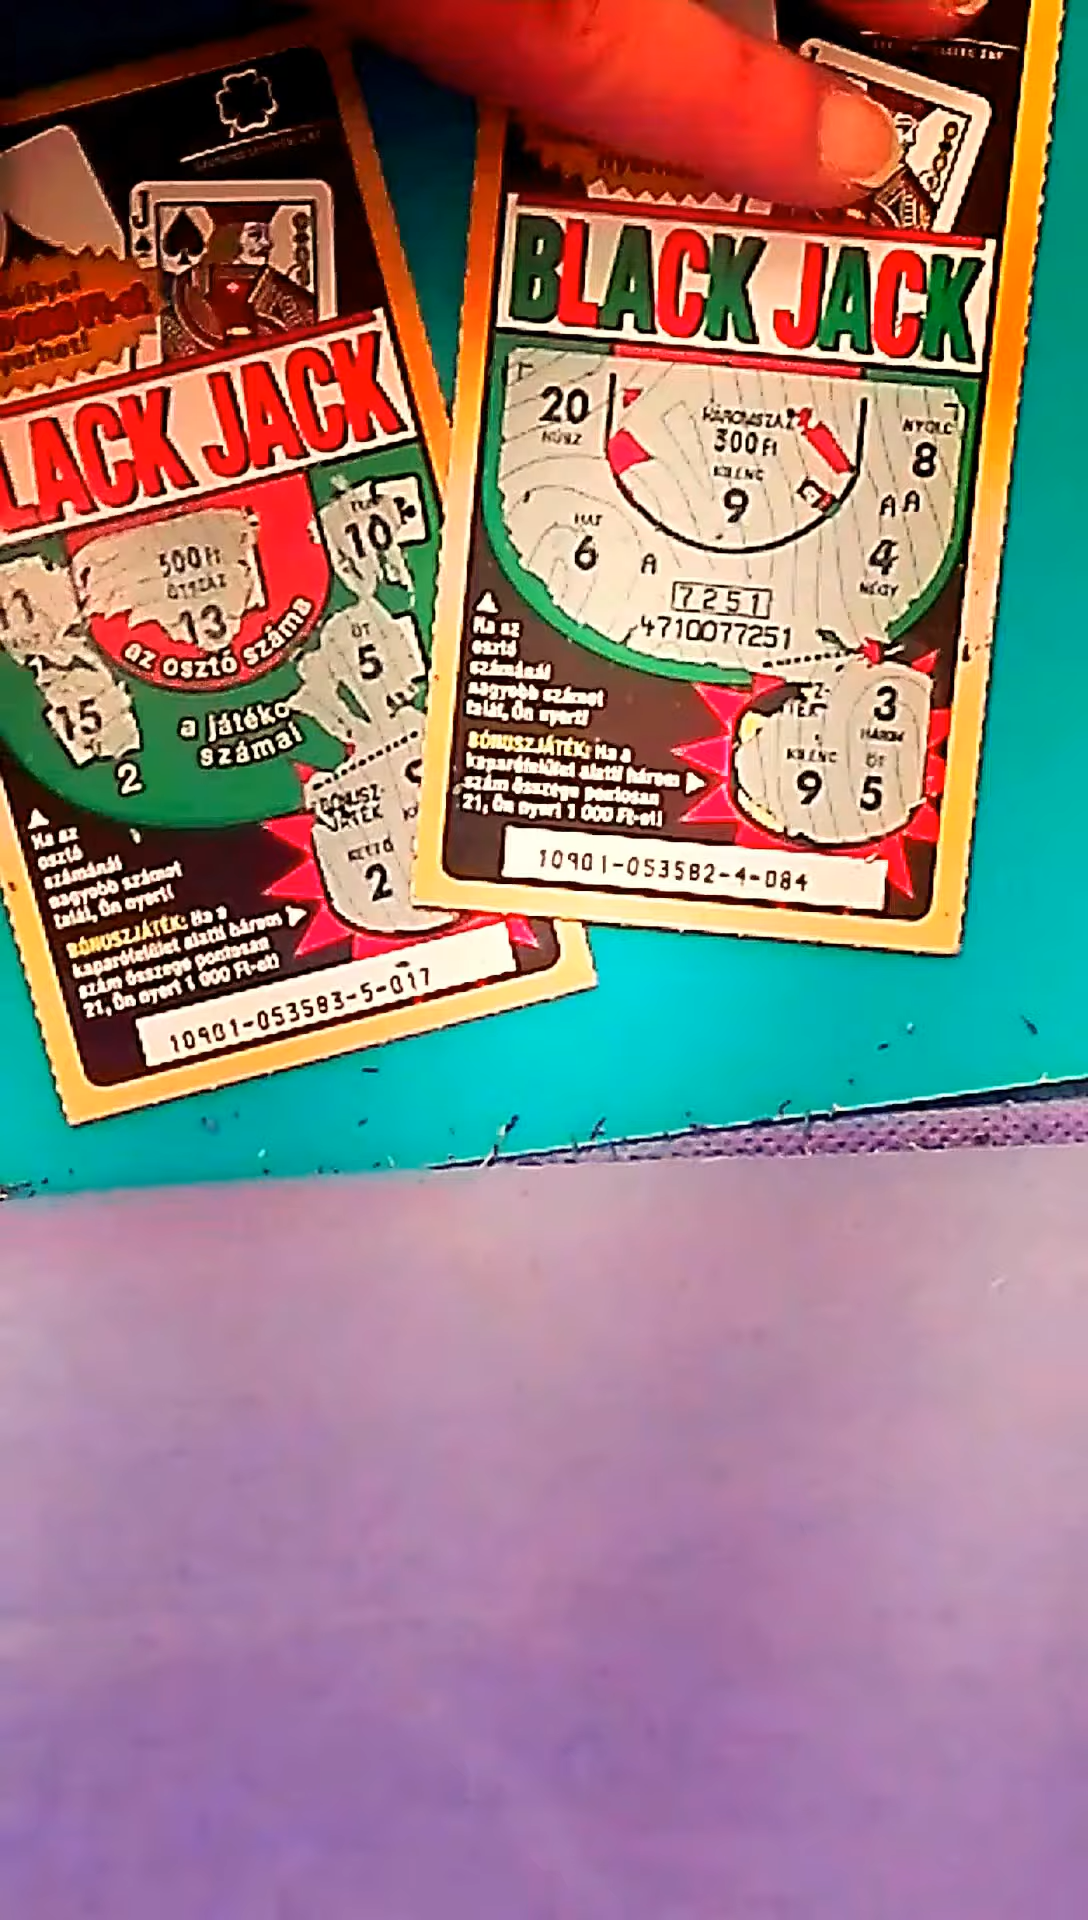 J
LACK JACK
500 Ft
ÖTSZÁZ
13
az osztó száma
11
10
ÖT
5
15
2
a játékos
számai
BÓNUSZ-
JÁTÉK
KETTŐ
2
Ha az
osztó
számánál
nagyobb számot
talál, Ön nyert!
BÓNUSZJÁTÉK: Ha a
kaparófelület alatti három
szám összege pontosan
21, Ön nyert 1 000 Ft-ot!
10901-053583-5-017
BLACK JACK
20
HÚSZ
HÁROMSZÁZ
300 Ft
KILENC
9
NYOLC
8
A A
HAT
6
A
4
NÉGY
7251
4710077251
Ha az
osztó
számánál
nagyobb számot
talál, Ön nyert!
BÓNUSZJÁTÉK: Ha a
kaparófelület alatti három
szám összege pontosan
21, Ön nyert 1 000 Ft-ot!
3
HÁROM
KILENC
9
ÖT
5
10901-053582-4-084